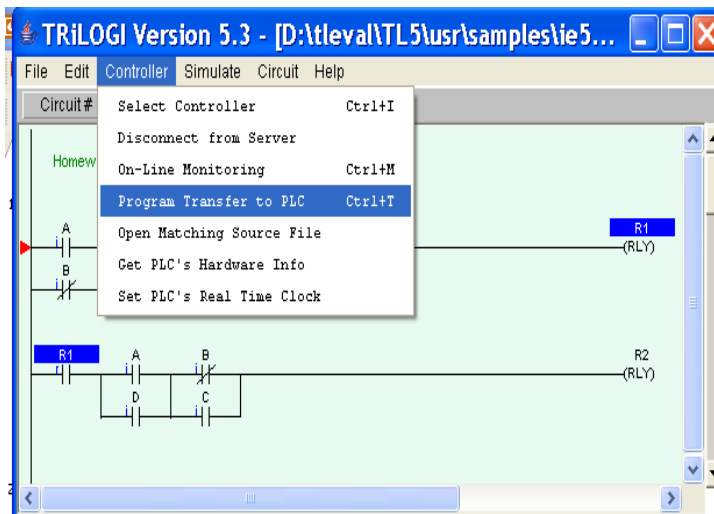 TRiLOGI Version 5.3 - [D:\tleval\TL5\usr\samples\ie5...
File Edit Controller Simulate Circuit Help
Circuit #
Select Controller Ctrl+I
Disconnect from Server
On-Line Monitoring Ctrl+M
Program Transfer to PLC Ctrl+T
Open Matching Source File
Get PLC's Hardware Info
Set PLC's Real Time Clock
Homew
A R1
i (RLY)
B
i
R1 A B R2
r i i (RLY)
D C
i i